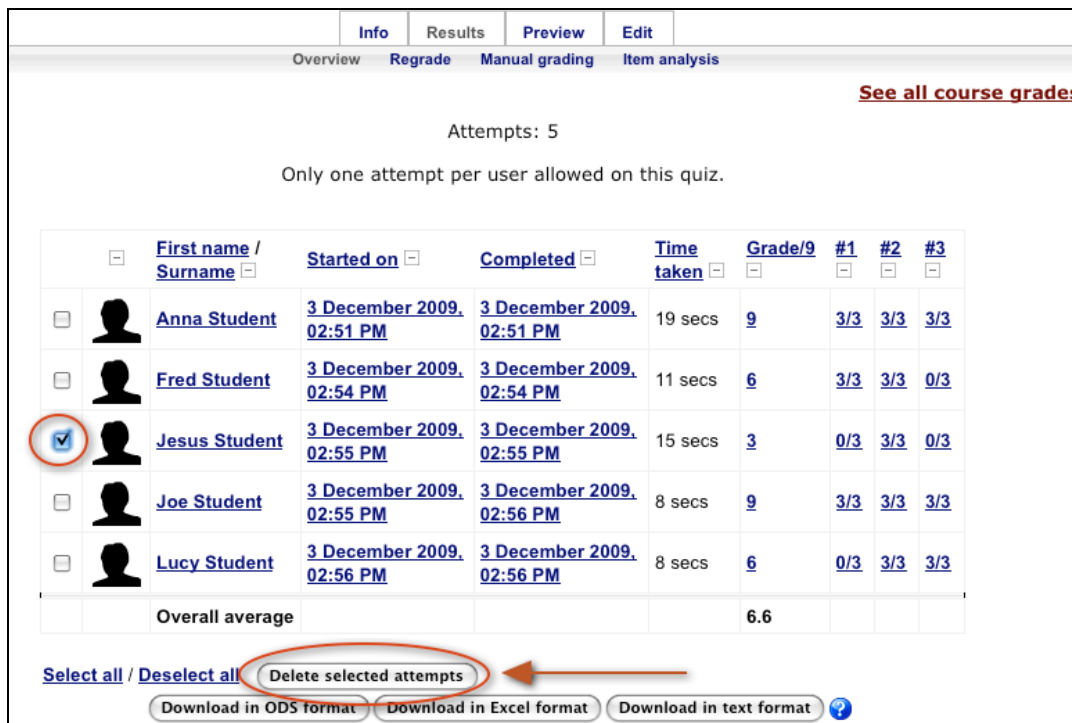 Info Results Preview Edit
Overview Regrade Manual grading Item analysis
See all course grades
Attempts: 5
Only one attempt per user allowed on this quiz.
First name / Surname Started on Completed Time taken Grade/9 #1 #2 #3
Anna Student 3 December 2009, 02:51 PM 3 December 2009, 02:51 PM 19 secs 9 3/3 3/3 3/3
Fred Student 3 December 2009, 02:54 PM 3 December 2009, 02:54 PM 11 secs 6 3/3 3/3 0/3
Jesus Student 3 December 2009, 02:55 PM 3 December 2009, 02:55 PM 15 secs 3 0/3 3/3 0/3
Joe Student 3 December 2009, 02:55 PM 3 December 2009, 02:56 PM 8 secs 9 3/3 3/3 3/3
Lucy Student 3 December 2009, 02:56 PM 3 December 2009, 02:56 PM 8 secs 6 0/3 3/3 3/3
Overall average 6.6
Select all / Deselect all Delete selected attempts
Download in ODS format Download in Excel format Download in text format ?